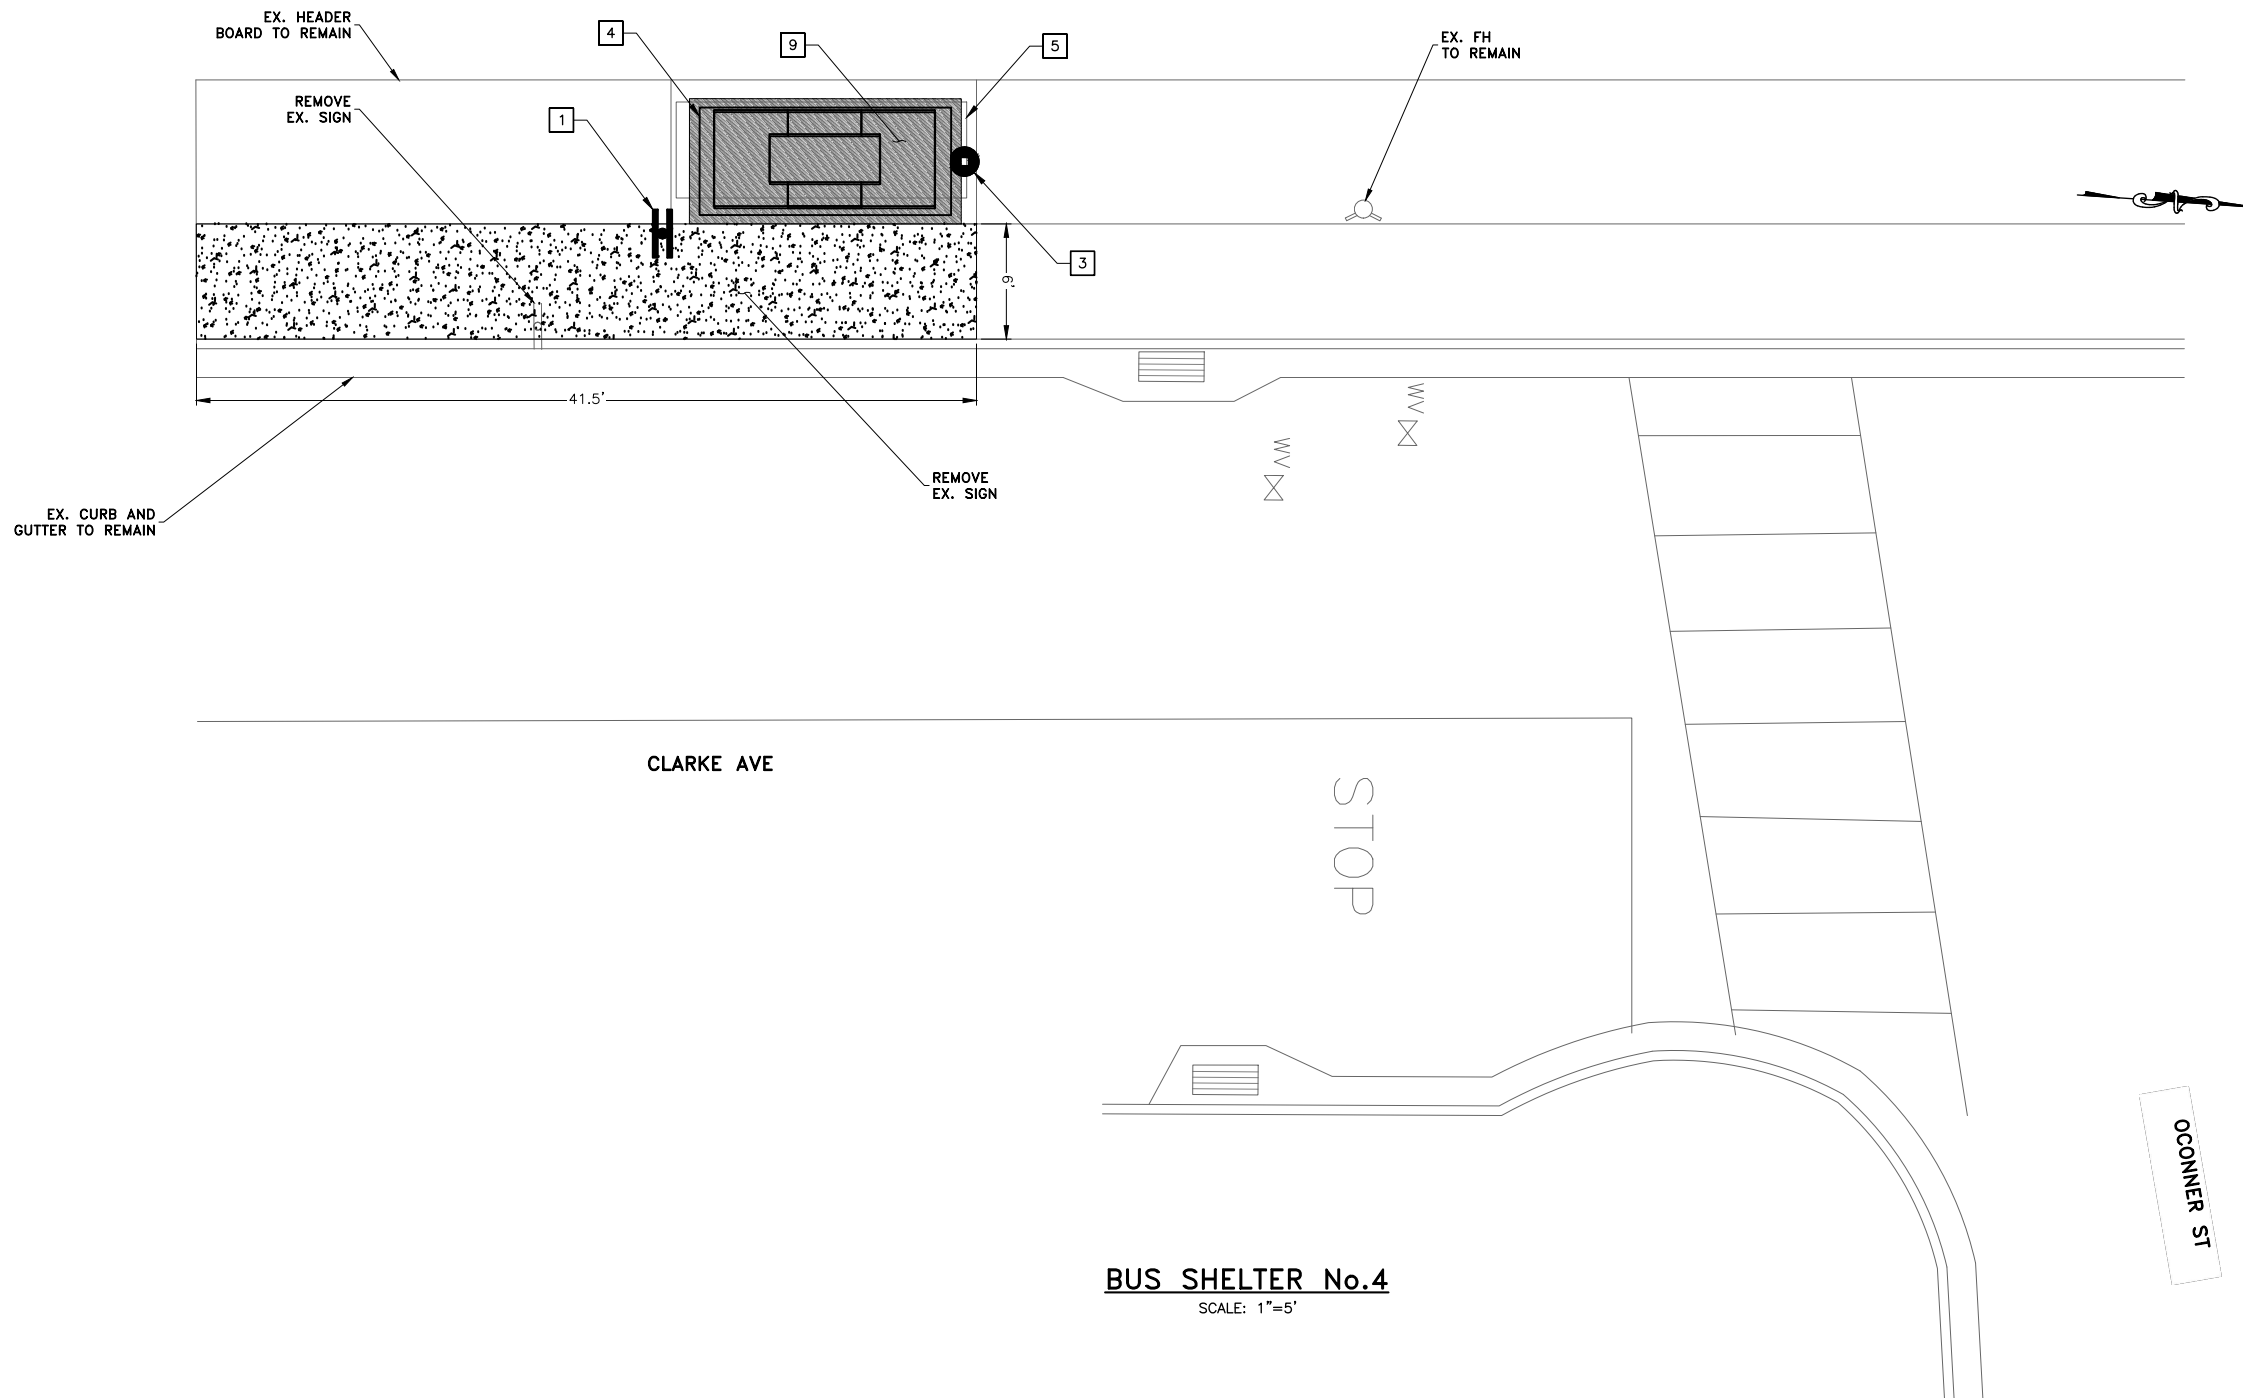 EX. HEADER
BOARD TO REMAIN
4
9
5
EX. FH
TO REMAIN
REMOVE
EX. SIGN
1
3
6'
41.5'
WV
WV
REMOVE
EX. SIGN
EX. CURB AND
GUTTER TO REMAIN
CLARKE AVE
STOP
OCONNER ST
BUS SHELTER No.4
SCALE: 1"=5'